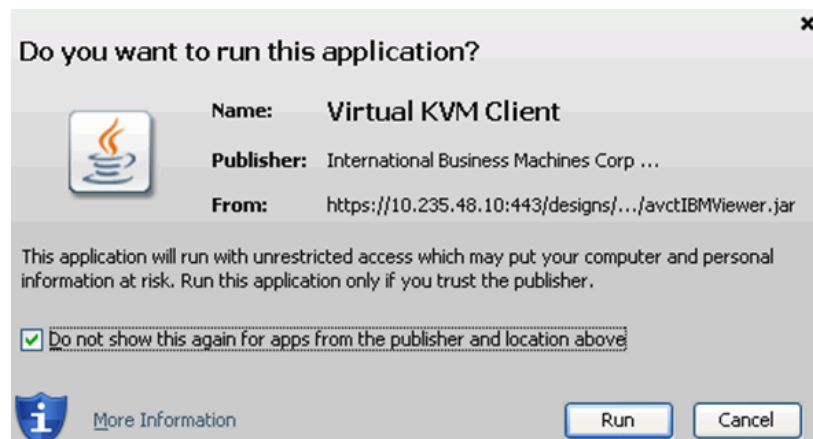 Do you want to run this application?
Name: Virtual KVM Client
Publisher: International Business Machines Corp ...
From: https://10.235.48.10:443/designs/.../avctIBMViewer.jar
This application will run with unrestricted access which may put your computer and personal
information at risk. Run this application only if you trust the publisher.
Do not show this again for apps from the publisher and location above
More Information Run Cancel